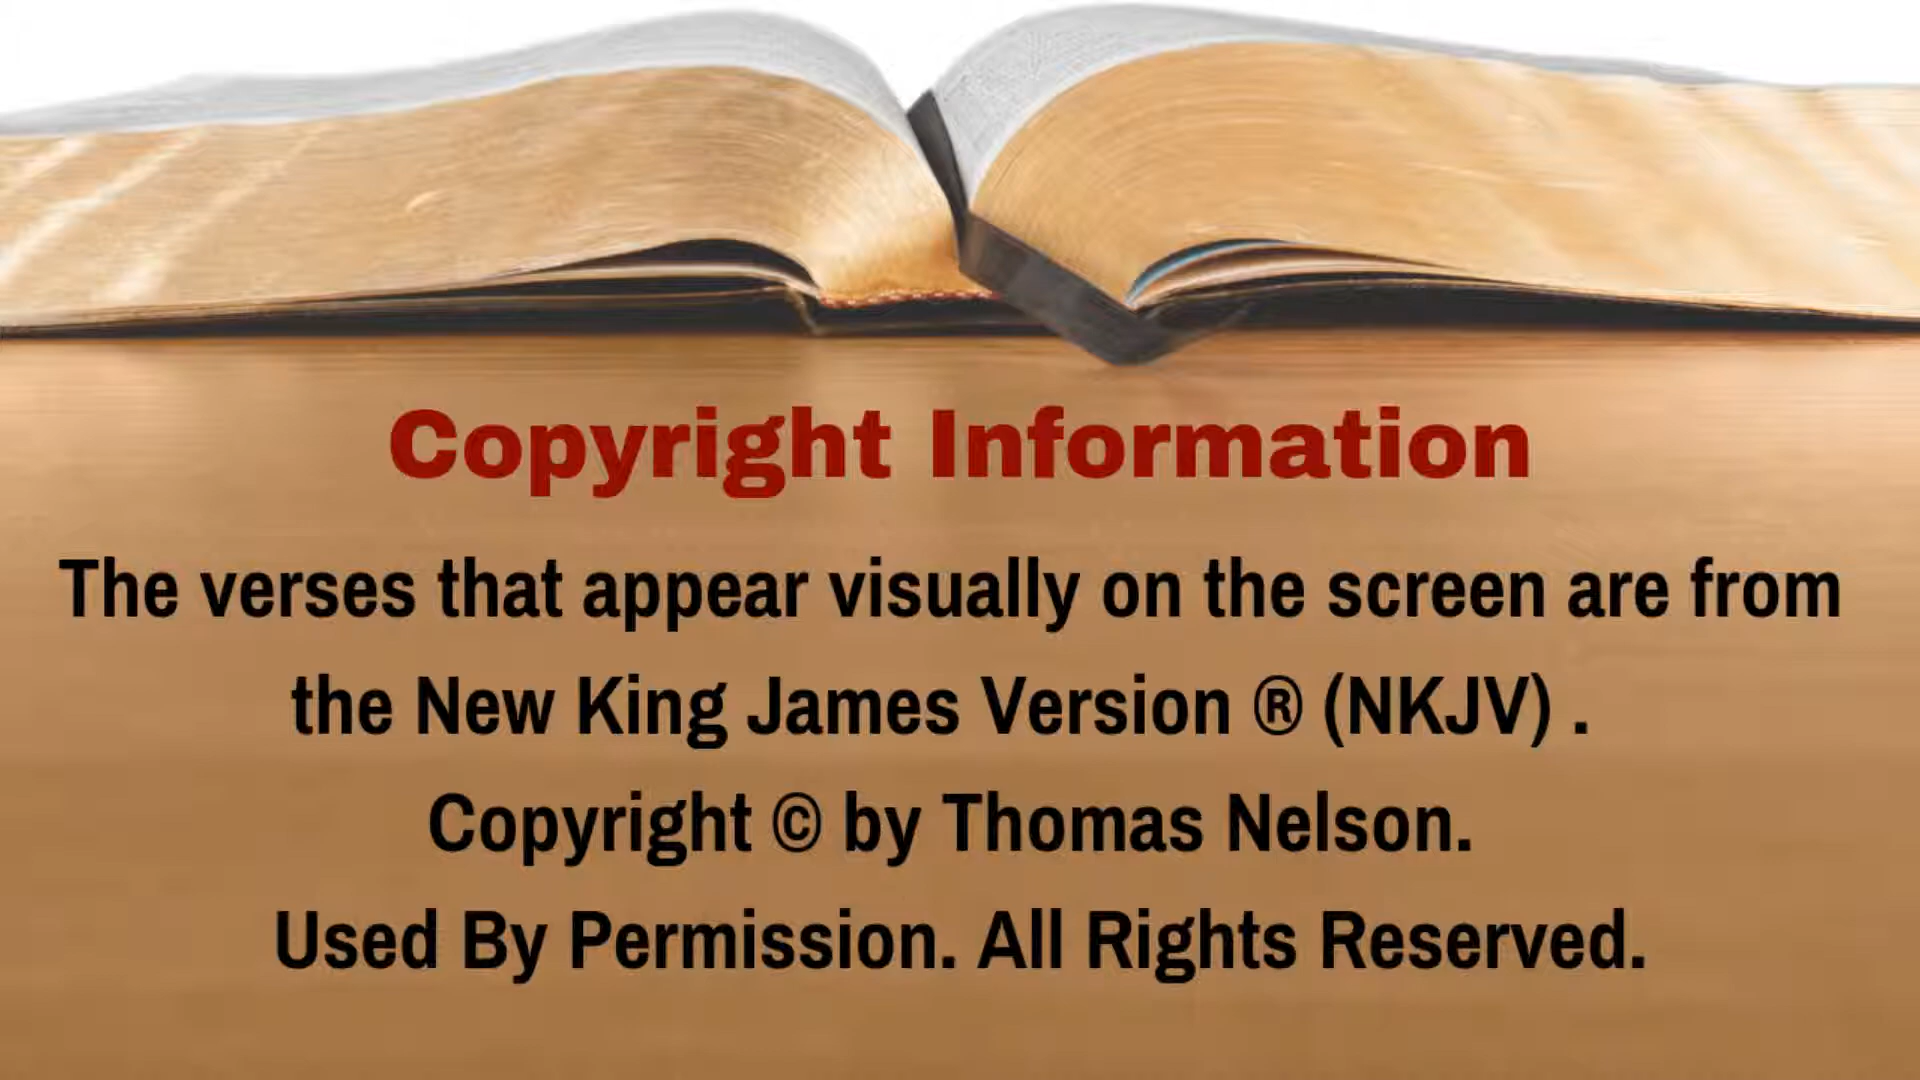 Copyright Information
The verses that appear visually on the screen are from
the New King James Version ® (NKJV) .
Copyright © by Thomas Nelson.
Used By Permission. All Rights Reserved.